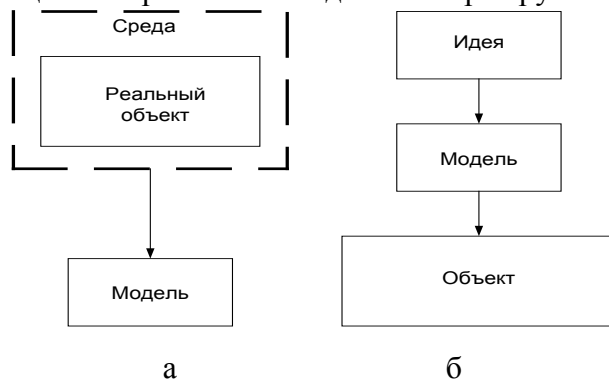 Среда
Реальный
объект
Модель
Идея
Модель
Объект
а
б